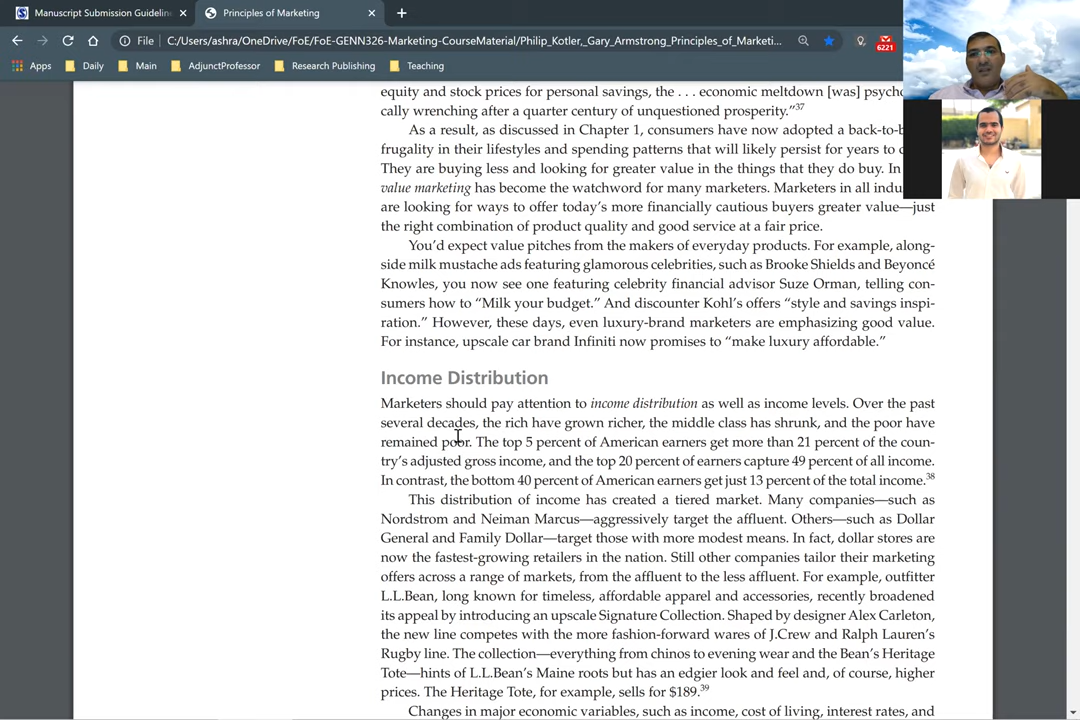 Manuscript Submission Guideline
Principles of Marketing
File C:/Users/ashra/OneDrive/FoE/FoE-GENN326-Marketing-CourseMaterial/Philip_Kotler,_Gary_Armstrong_Principles_of_Marketi...
6221
Apps Daily Main AdjunctProfessor Research Publishing Teaching
equity and stock prices for personal savings, the . . . economic meltdown [was] psycho
cally wrenching after a quarter century of unquestioned prosperity.”37
As a result, as discussed in Chapter 1, consumers have now adopted a back-to-b
frugality in their lifestyles and spending patterns that will likely persist for years to
They are buying less and looking for greater value in the things that they do buy. In
value marketing has become the watchword for many marketers. Marketers in all indu
are looking for ways to offer today’s more financially cautious buyers greater value—just
the right combination of product quality and good service at a fair price.
You’d expect value pitches from the makers of everyday products. For example, along-
side milk mustache ads featuring glamorous celebrities, such as Brooke Shields and Beyoncé
Knowles, you now see one featuring celebrity financial advisor Suze Orman, telling con-
sumers how to “Milk your budget.” And discounter Kohl’s offers “style and savings inspi-
ration.” However, these days, even luxury-brand marketers are emphasizing good value.
For instance, upscale car brand Infiniti now promises to “make luxury affordable.”
Income Distribution
Marketers should pay attention to income distribution as well as income levels. Over the past
several decades, the rich have grown richer, the middle class has shrunk, and the poor have
remained poor. The top 5 percent of American earners get more than 21 percent of the coun-
try’s adjusted gross income, and the top 20 percent of earners capture 49 percent of all income.
In contrast, the bottom 40 percent of American earners get just 13 percent of the total income.38
This distribution of income has created a tiered market. Many companies—such as
Nordstrom and Neiman Marcus—aggressively target the affluent. Others—such as Dollar
General and Family Dollar—target those with more modest means. In fact, dollar stores are
now the fastest-growing retailers in the nation. Still other companies tailor their marketing
offers across a range of markets, from the affluent to the less affluent. For example, outfitter
L.L.Bean, long known for timeless, affordable apparel and accessories, recently broadened
its appeal by introducing an upscale Signature Collection. Shaped by designer Alex Carleton,
the new line competes with the more fashion-forward wares of J.Crew and Ralph Lauren’s
Rugby line. The collection—everything from chinos to evening wear and the Bean’s Heritage
Tote—hints of L.L.Bean’s Maine roots but has an edgier look and feel and, of course, higher
prices. The Heritage Tote, for example, sells for $189.39
Changes in major economic variables, such as income, cost of living, interest rates, and